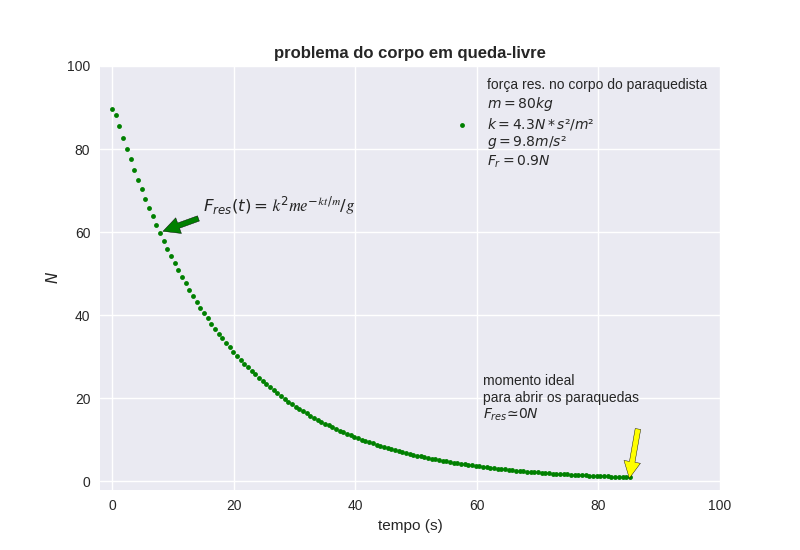 problema do corpo em queda-livre
100
força res. no corpo do paraquedista
m = 80kg
k = 4.3N * s²/m²
g = 9.8m/s²
F_r = 0.9N
80
F_res(t) = k²me^(−kt/m)/g
60
N
40
20
momento ideal
para abrir os paraquedas
F_res ≃ 0N
0
0 20 40 60 80 100
tempo (s)